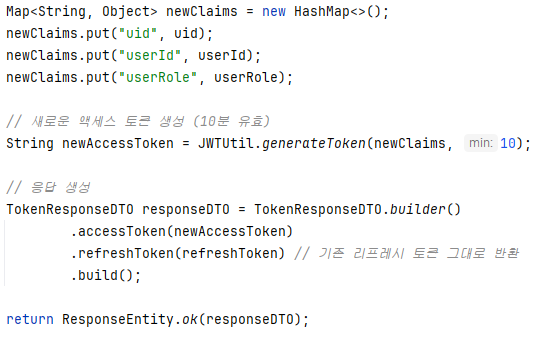 Map<String, Object> newClaims = new HashMap<>();
newClaims.put("uid", uid);
newClaims.put("userId", userId);
newClaims.put("userRole", userRole);
// 새로운 액세스 토큰 생성 (10분 유효)
String newAccessToken = JWTUtil.generateToken(newClaims, min: 10);
// 응답 생성
TokenResponseDTO responseDTO = TokenResponseDTO.builder()
.accessToken(newAccessToken)
.refreshToken(refreshToken) // 기존 리프레시 토큰 그대로 반환
.build();
return ResponseEntity.ok(responseDTO);